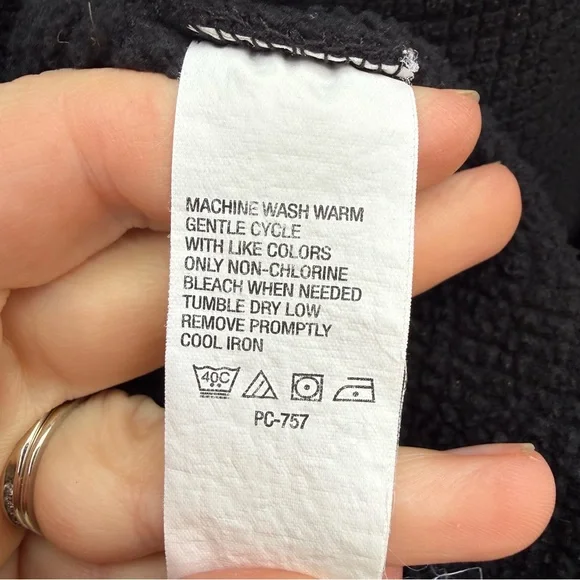 MACHINE WASH WARM
GENTLE CYCLE
WITH LIKE COLORS
ONLY NON-CHLORINE
BLEACH WHEN NEEDED
TUMBLE DRY LOW
REMOVE PROMPTLY
COOL IRON
40C
PC-757